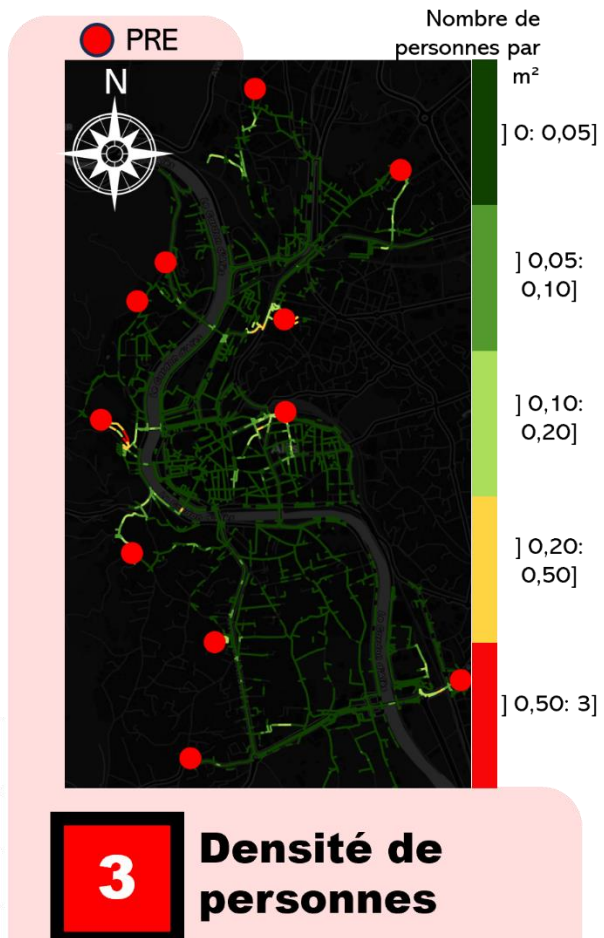 PRE
Nombre de
personnes par
m²
N
] 0: 0,05]
] 0,05:
0,10]
] 0,10:
0,20]
] 0,20:
0,50]
] 0,50: 3]
3
Densité de
personnes